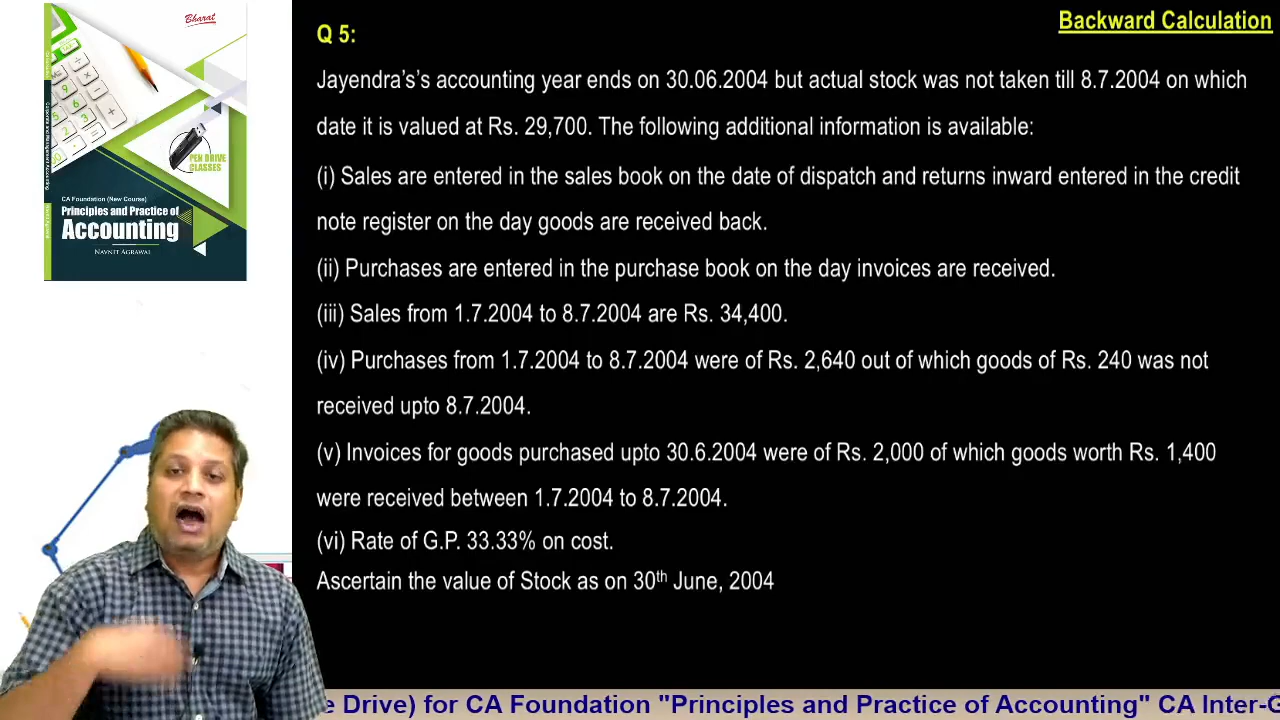 Bharat
PEN DRIVE
CLASSES
CA Foundation (New Course)
Principles and Practice of
Accounting
NAVNIT AGRAWAL
Backward Calculation
Q 5:
Jayendra's's accounting year ends on 30.06.2004 but actual stock was not taken till 8.7.2004 on which
date it is valued at Rs. 29,700. The following additional information is available:
(i) Sales are entered in the sales book on the date of dispatch and returns inward entered in the credit
note register on the day goods are received back.
(ii) Purchases are entered in the purchase book on the day invoices are received.
(iii) Sales from 1.7.2004 to 8.7.2004 are Rs. 34,400.
(iv) Purchases from 1.7.2004 to 8.7.2004 were of Rs. 2,640 out of which goods of Rs. 240 was not
received upto 8.7.2004.
(v) Invoices for goods purchased upto 30.6.2004 were of Rs. 2,000 of which goods worth Rs. 1,400
were received between 1.7.2004 to 8.7.2004.
(vi) Rate of G.P. 33.33% on cost.
Ascertain the value of Stock as on 30th June, 2004
e Drive) for CA Foundation "Principles and Practice of Accounting" CA Inter-C